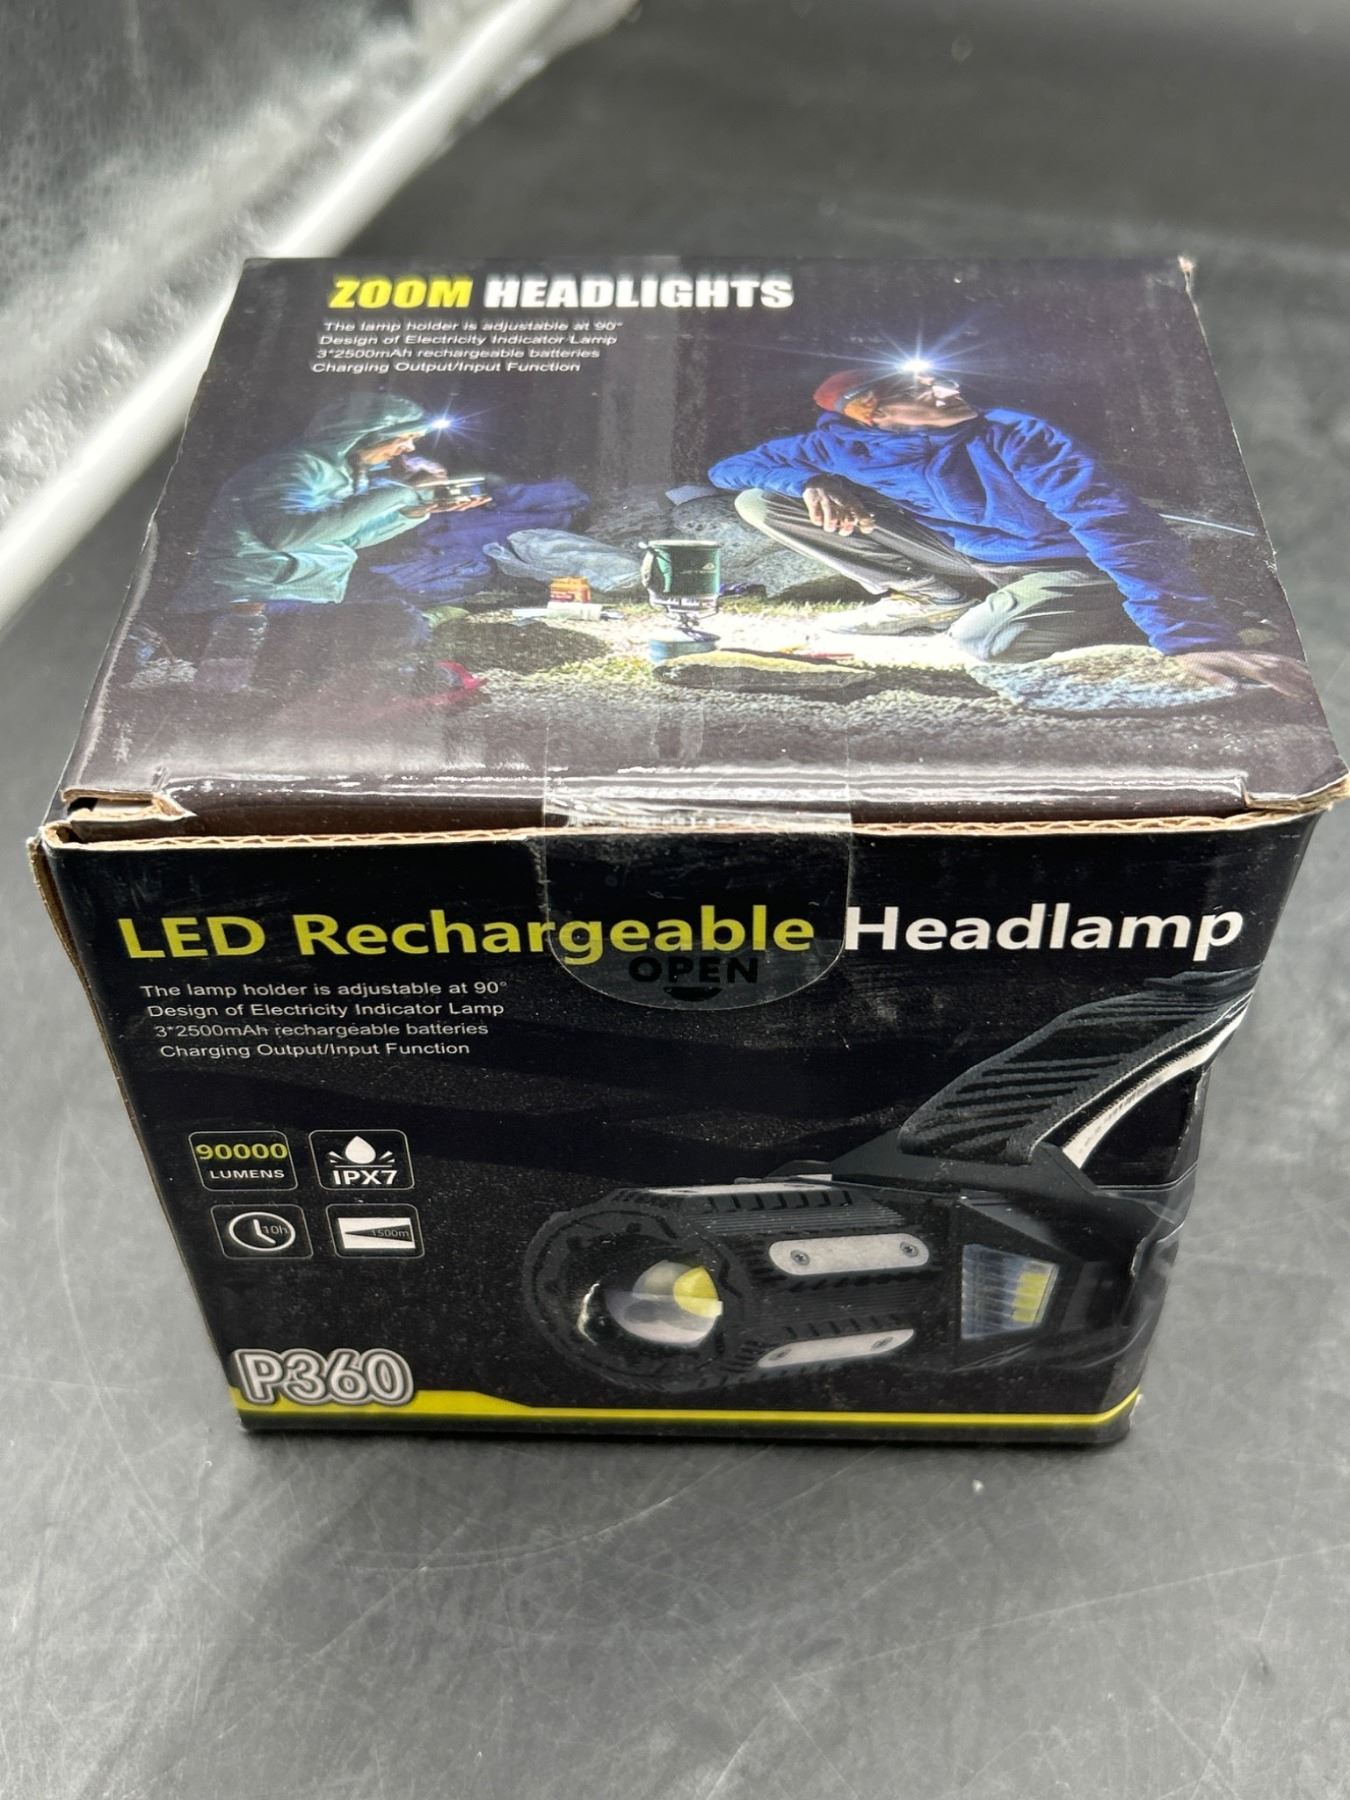 ZOOM HEADLIGHTS
The lamp holder is adjustable at 90°
Design of Electricity Indicator Lamp
3*2500mAh rechargeable batteries
Charging Output/Input Function
LED Rechargeable Headlamp
OPEN
The lamp holder is adjustable at 90°
Design of Electricity Indicator Lamp
3*2500mAh rechargeable batteries
Charging Output/Input Function
90000
LUMENS
IPX7
10h
1500m
P360